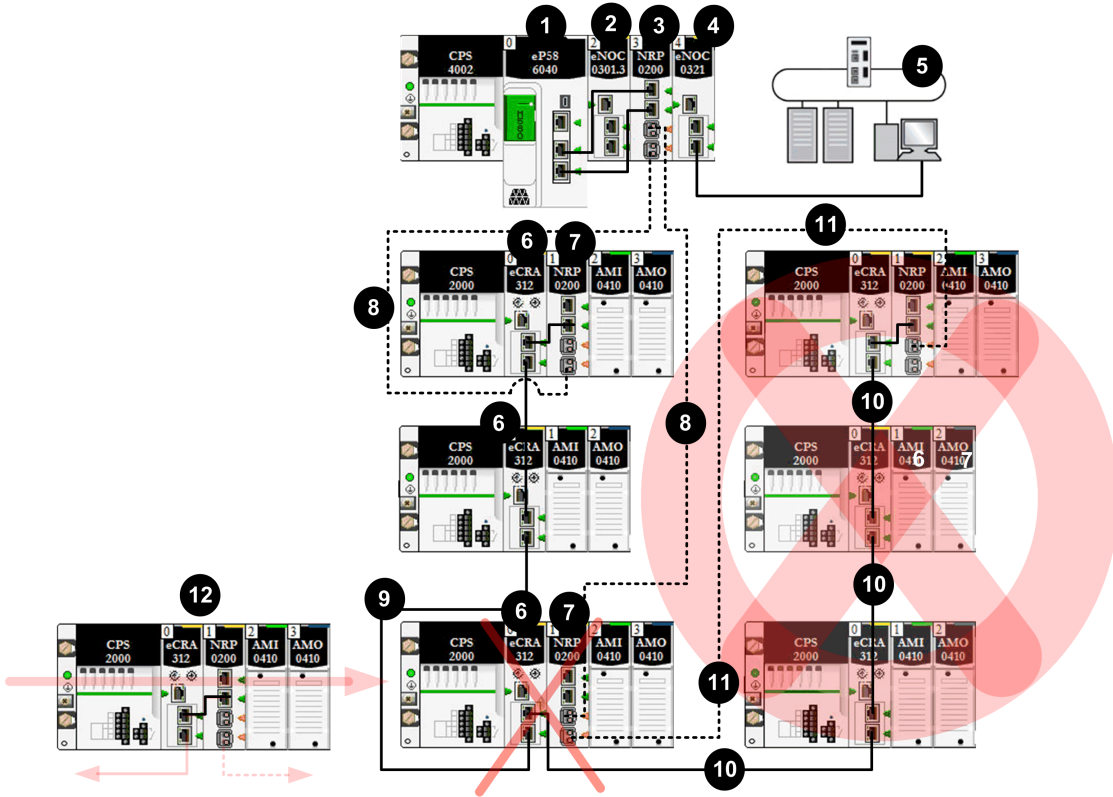 1 2 3 4 5
0 2 3 4
CPS 4002
eP58 6040
eNOC 0301.3
NRP 0200
eNOC 0321
11
6 7
8
0 1 2 3
CPS 2000
eCRA 312
NRP 0200
AMI 0410
AMO 0410
0 1 2 3
CPS 2000
eCRA 312
NRP 0200
AMI 0410
AMO 0410
10
8
6
0 1 2
CPS 2000
eCRA 312
AMI 0410
AMO 0410
0 1 2
CPS 2000
eCRA 312
AMI 0410
AMO 0410
6 7
10
12
9
6 7
0 1 2 3
CPS 2000
eCRA 312
NRP 0200
AMI 0410
AMO 0410
0 1 2 3
CPS 2000
eCRA 312
NRP 0200
AMI 0410
AMO 0410
11
0 1 2
CPS 2000
eCRA 312
AMI 0410
AMO 0410
10